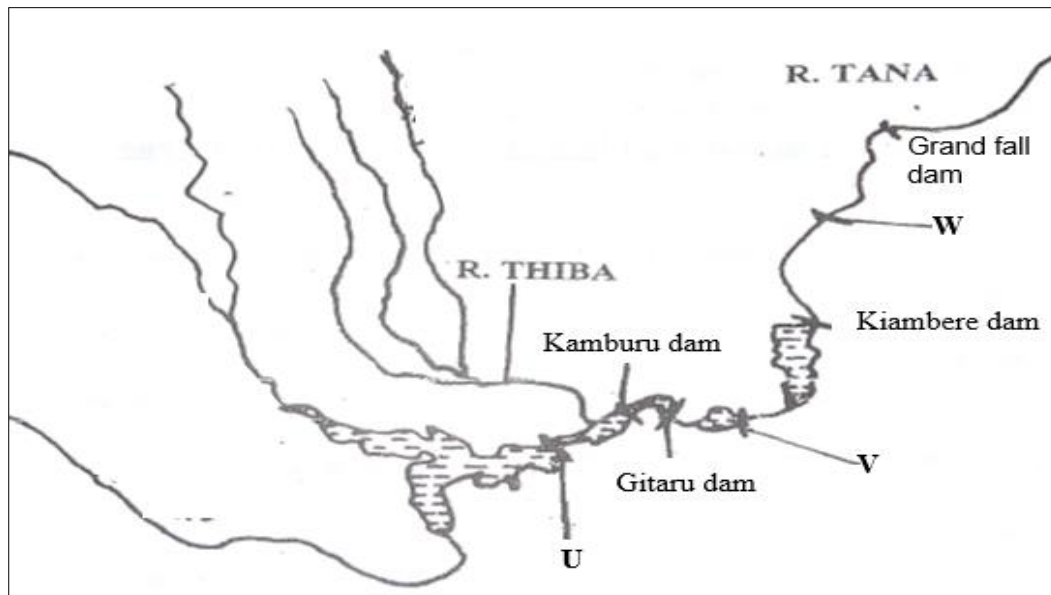 R. TANA
Grand fall
dam
W
R. THIBA
Kiambere dam
Kamburu dam
V
Gitaru dam
U